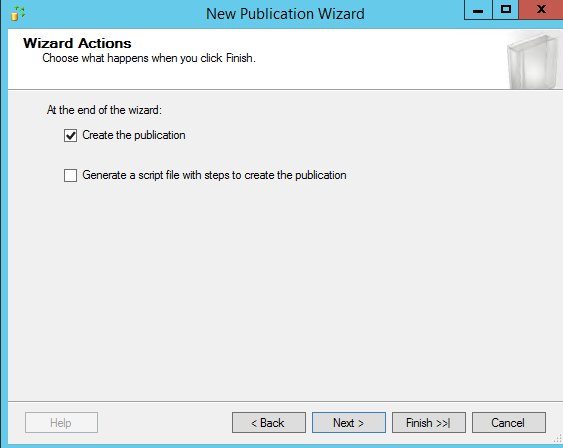 New Publication Wizard
Wizard Actions
Choose what happens when you click Finish.
At the end of the wizard:
Create the publication
Generate a script file with steps to create the publication
Help
< Back
Next >
Finish >>|
Cancel